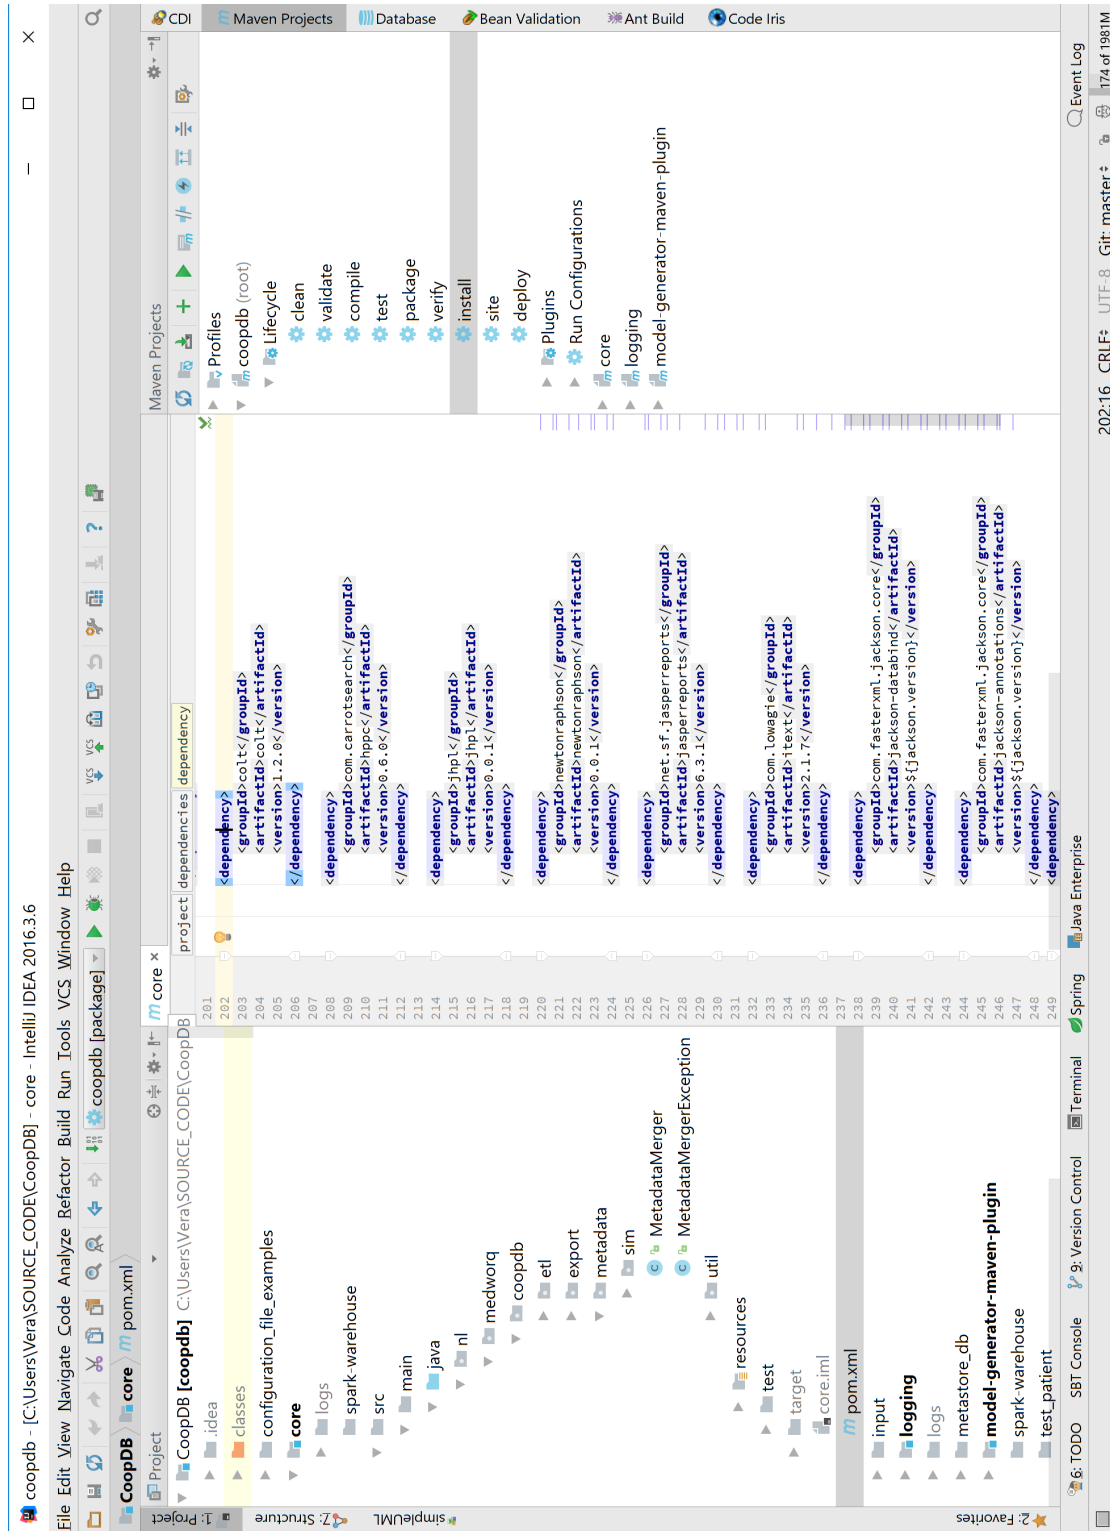 coopdb - [C:\Users\Vera\SOURCE_CODE\CoopDB] - core - IntelliJ IDEA 2016.3.6
File Edit View Navigate Code Analyze Refactor Build Run Tools VCS Window Help
coopdb [package]
VCS VCS
CoopDB core pom.xml
Project
CoopDB [coopdb] C:\Users\Vera\SOURCE_CODE\CoopDB
.idea
classes
configuration_file_examples
core
logs
spark-warehouse
src
main
java
nl
medworq
coopdb
etl
export
metadata
sim
MetadataMerger
MetadataMergerException
util
resources
test
target
core.iml
pom.xml
input
logging
logs
metastore_db
model-generator-maven-plugin
spark-warehouse
test_patient
1: Project
7: Structure
simpleUML
2: Favorites
core
project dependencies dependency
201
202 <dependency>
203 <groupId>colt</groupId>
204 <artifactId>colt</artifactId>
205 <version>1.2.0</version>
206 </dependency>
207
208 <dependency>
209 <groupId>com.carrotsearch</groupId>
210 <artifactId>hppc</artifactId>
211 <version>0.6.0</version>
212 </dependency>
213
214 <dependency>
215 <groupId>jhpl</groupId>
216 <artifactId>jhpl</artifactId>
217 <version>0.0.1</version>
218 </dependency>
219
220 <dependency>
221 <groupId>newtonraphson</groupId>
222 <artifactId>newtonraphson</artifactId>
223 <version>0.0.1</version>
224 </dependency>
225
226 <dependency>
227 <groupId>net.sf.jasperreports</groupId>
228 <artifactId>jasperreports</artifactId>
229 <version>6.3.1</version>
230 </dependency>
231
232 <dependency>
233 <groupId>com.lowagie</groupId>
234 <artifactId>itext</artifactId>
235 <version>2.1.7</version>
236 </dependency>
237
238 <dependency>
239 <groupId>com.fasterxml.jackson.core</groupId>
240 <artifactId>jackson-databind</artifactId>
241 <version>${jackson.version}</version>
242 </dependency>
243
244 <dependency>
245 <groupId>com.fasterxml.jackson.core</groupId>
246 <artifactId>jackson-annotations</artifactId>
247 <version>${jackson.version}</version>
248 </dependency>
249 <dependency>
Maven Projects
Profiles
coopdb (root)
Lifecycle
clean
validate
compile
test
package
verify
install
site
deploy
Plugins
Run Configurations
core
logging
model-generator-maven-plugin
CDI
Maven Projects
Database
Bean Validation
Ant Build
Code Iris
6: TODO SBT Console 9: Version Control Terminal Spring Java Enterprise Event Log
202:16 CRLF UTF-8 Git: master 174 of 1981M